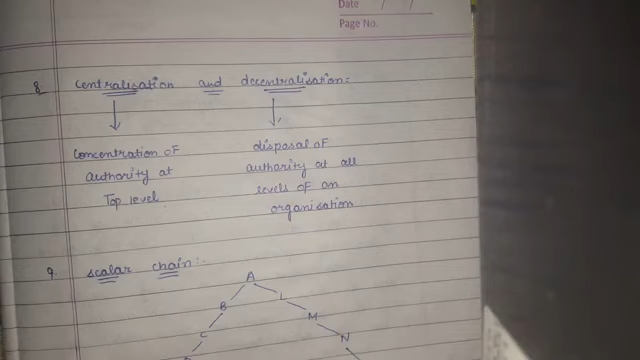 Date / /
Page No.
8 centralisation and decentralisation:-
concentration of
authority at
Top level
disposal of
authority at all
levels of an
organisation
9. scalar chain:-
A
B L
C M
N